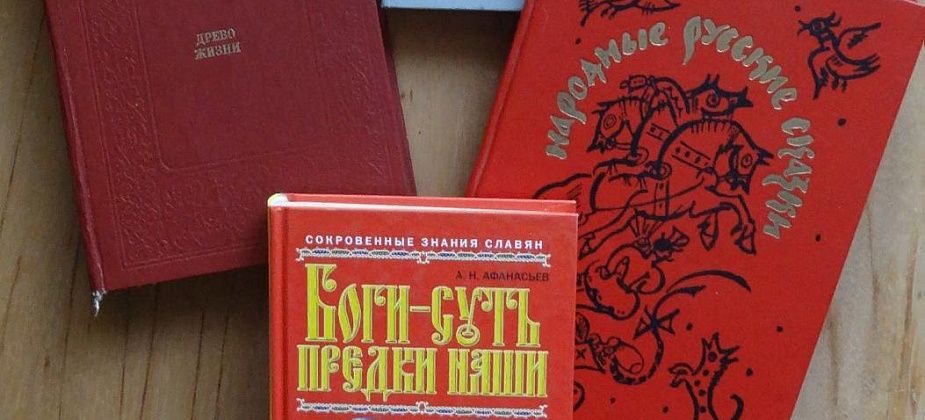 ДРЕВО
ЖИЗНИ
НАРОДНЫЕ РУССКИЕ СКАЗКИ
СОКРОВЕННЫЕ ЗНАНИЯ СЛАВЯН
А. Н. АФАНАСЬЕВ
БОГИ–СУТЬ
ПРЕДКИ НАШИ